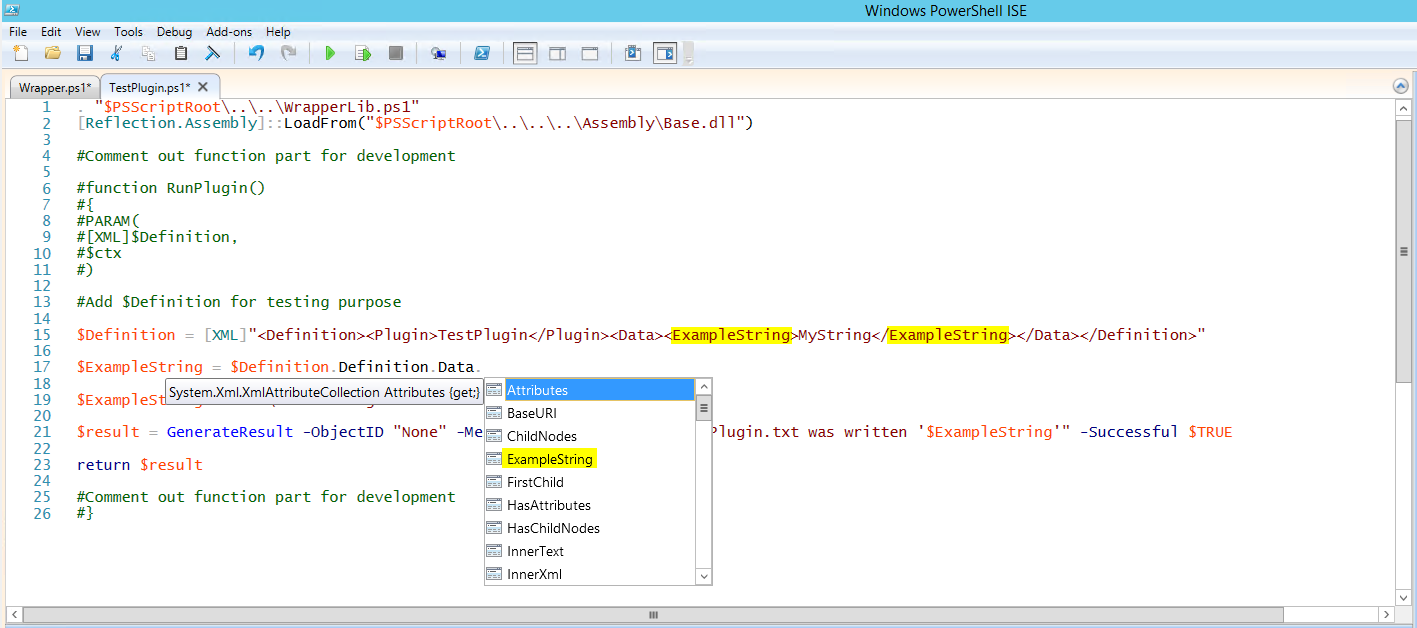 Windows PowerShell ISE
File Edit View Tools Debug Add-ons Help
Wrapper.ps1* TestPlugin.ps1*
1 . "$PSScriptRoot\..\..\WrapperLib.ps1"
2 [Reflection.Assembly]::LoadFrom("$PSScriptRoot\..\..\..\Assembly\Base.dll")
3
4 #Comment out function part for development
5
6 #function RunPlugin()
7 #{
8 #PARAM(
9 #[XML]$Definition,
10 #$ctx
11 #)
12
13 #Add $Definition for testing purpose
14
15 $Definition = [XML]"<Definition><Plugin>TestPlugin</Plugin><Data><ExampleString>MyString</ExampleString></Data></Definition>"
16
17 $ExampleString = $Definition.Definition.Data.
18
System.Xml.XmlAttributeCollection Attributes {get;}
Attributes
BaseURI
ChildNodes
ExampleString
FirstChild
HasAttributes
HasChildNodes
InnerText
InnerXml
19 $ExampleSt
20
21 $result = GenerateResult -ObjectID "None" -Me Plugin.txt was written '$ExampleString'" -Successful $TRUE
22
23 return $result
24
25 #Comment out function part for development
26 #}